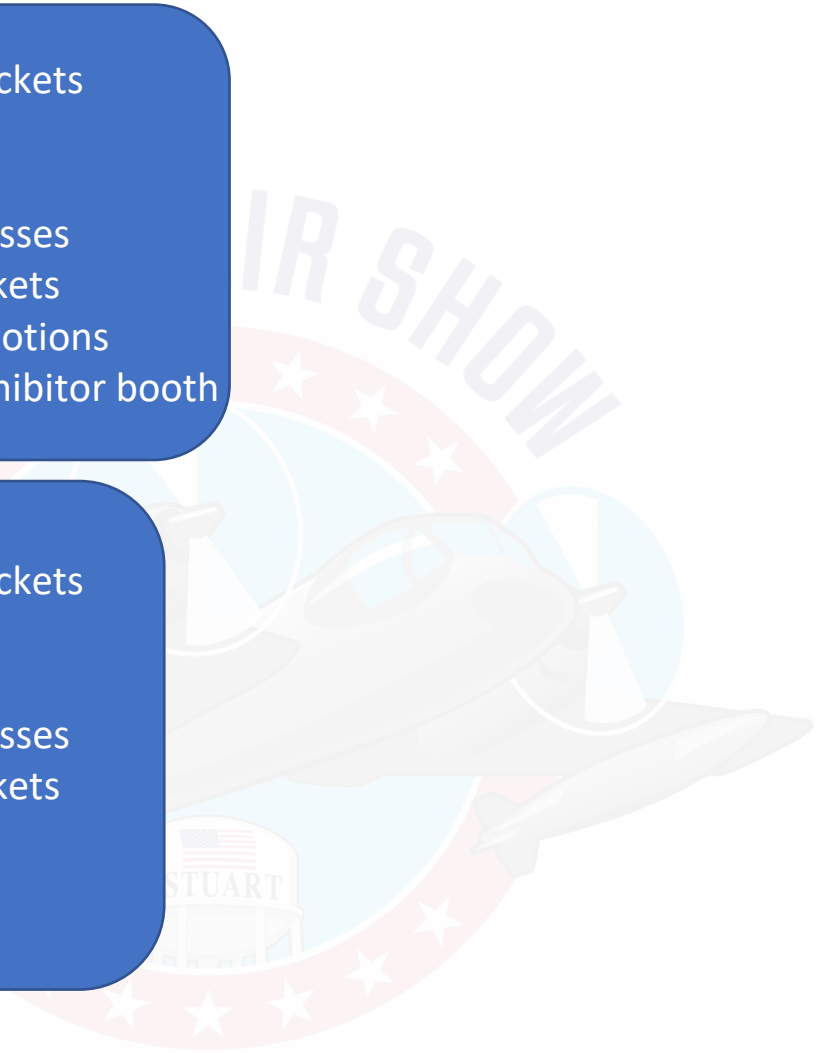 ckets
sses
kets
otions
hibitor booth
ckets
sses
kets
IR SHOW
STUART